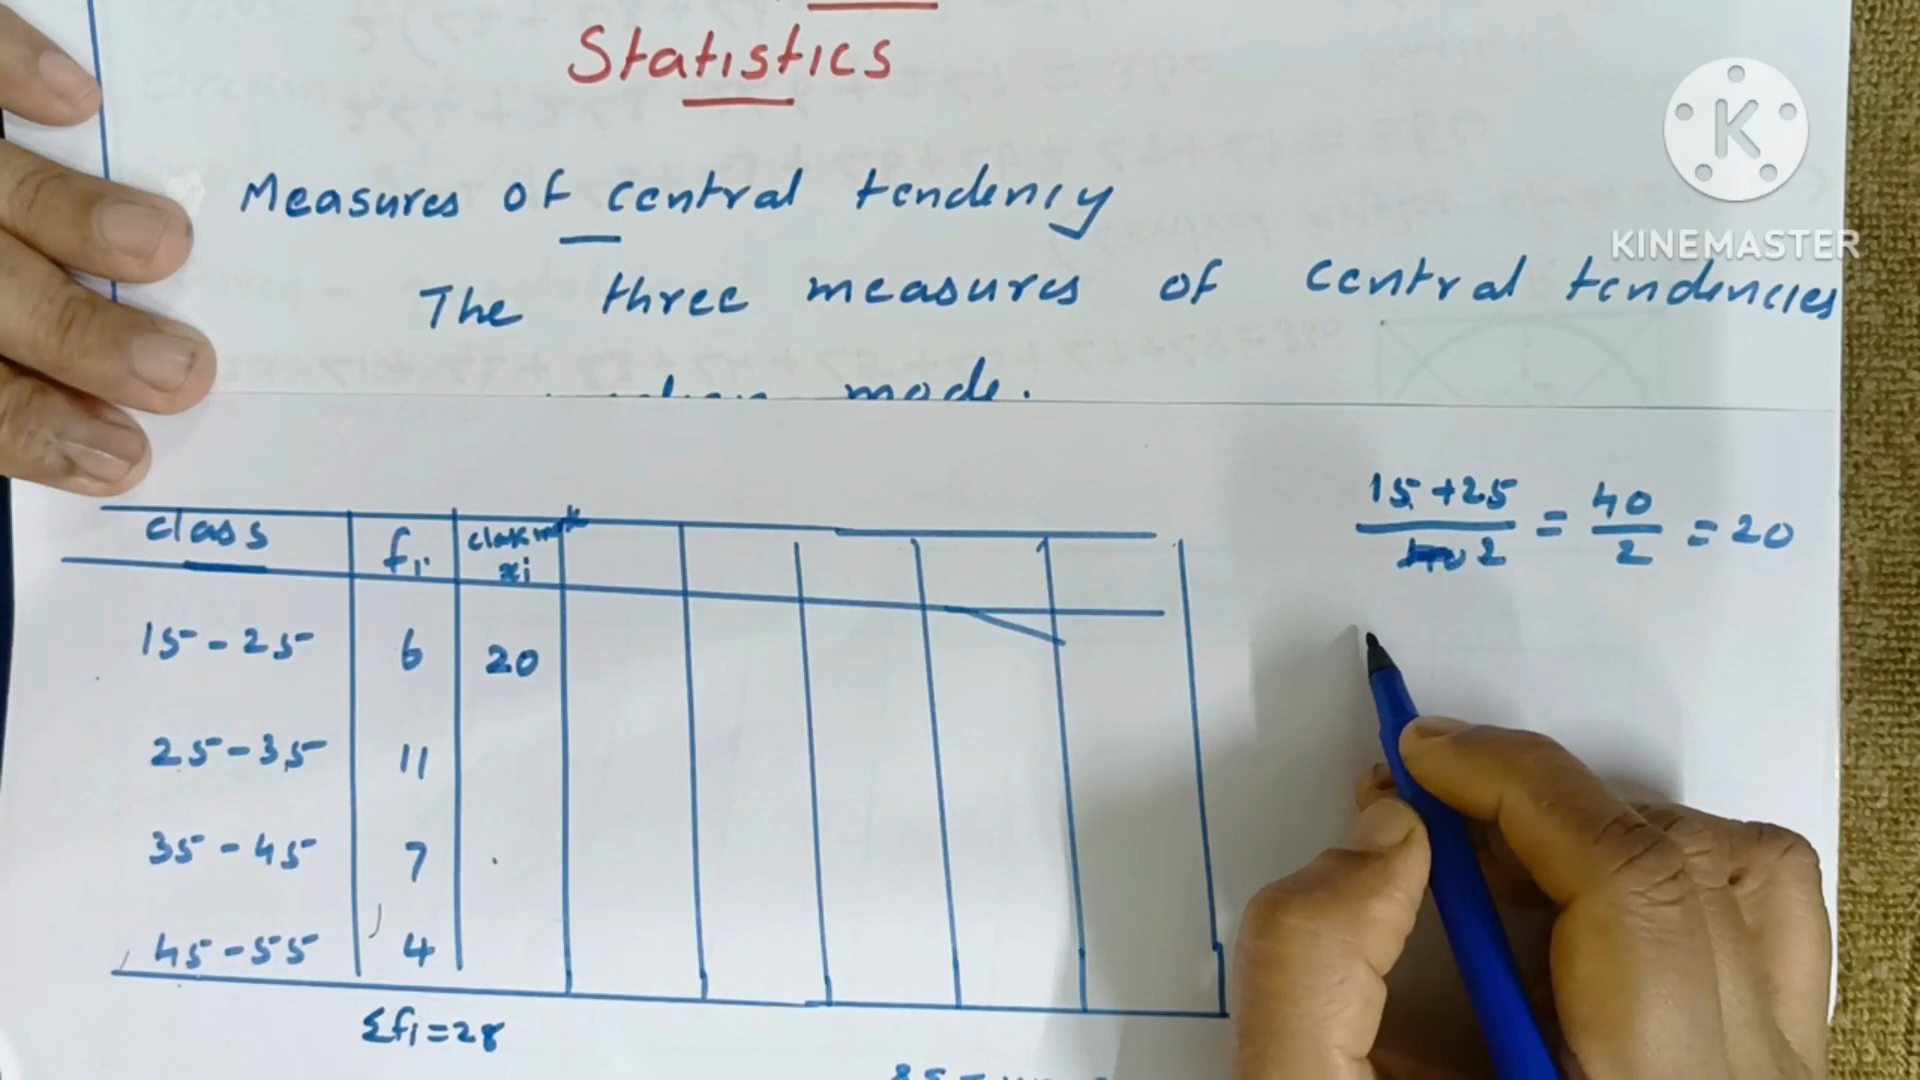 Statistics
Measures of central tendency
The three measures of central tendencies
mode.
K
KINEMASTER
class fi class mark xi
15-25 6 20
25-35 11
35-45 7
45-55 4
Σfi=28
15+25/2 = 40/2 = 20